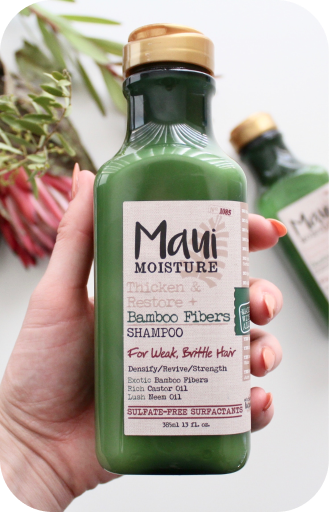 1085
Maui
MOISTURE
Thicken &
Restore +
Bamboo Fibers
SHAMPOO
For Weak, Brittle Hair
Densify/Revive/Strength
Exotic Bamboo Fibers
Rich Castor Oil
Lush Neem Oil
SULFATE-FREE SURFACTANTS
385ml 13 fl. oz.